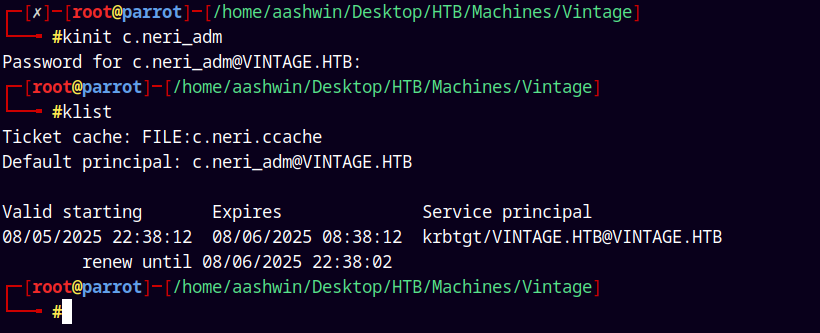 ┌─[✗]─[root@parrot]─[/home/aashwin/Desktop/HTB/Machines/Vintage]
└──╼ #kinit c.neri_adm
Password for c.neri_adm@VINTAGE.HTB:
┌─[root@parrot]─[/home/aashwin/Desktop/HTB/Machines/Vintage]
└──╼ #klist
Ticket cache: FILE:c.neri.ccache
Default principal: c.neri_adm@VINTAGE.HTB

Valid starting       Expires              Service principal
08/05/2025 22:38:12  08/06/2025 08:38:12  krbtgt/VINTAGE.HTB@VINTAGE.HTB
        renew until 08/06/2025 22:38:02
┌─[root@parrot]─[/home/aashwin/Desktop/HTB/Machines/Vintage]
└──╼ #